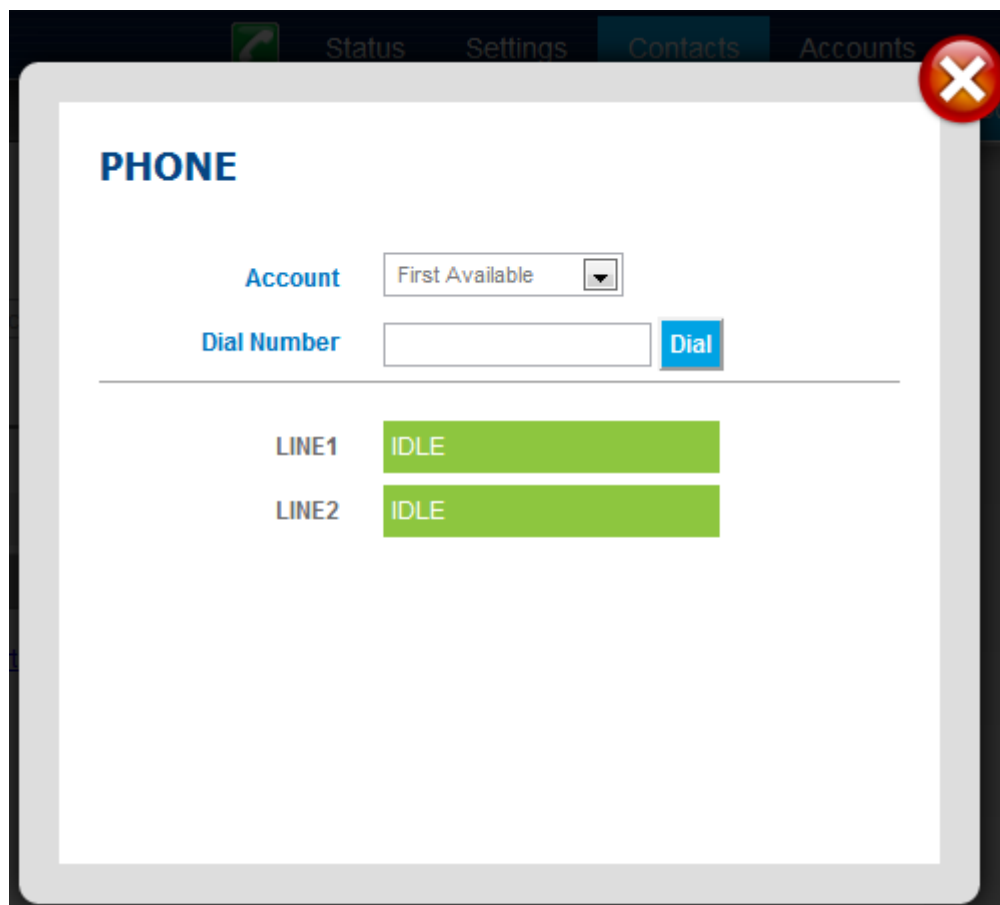 Status Settings Contacts Accounts
PHONE
Account First Available
Dial Number Dial
LINE1 IDLE
LINE2 IDLE